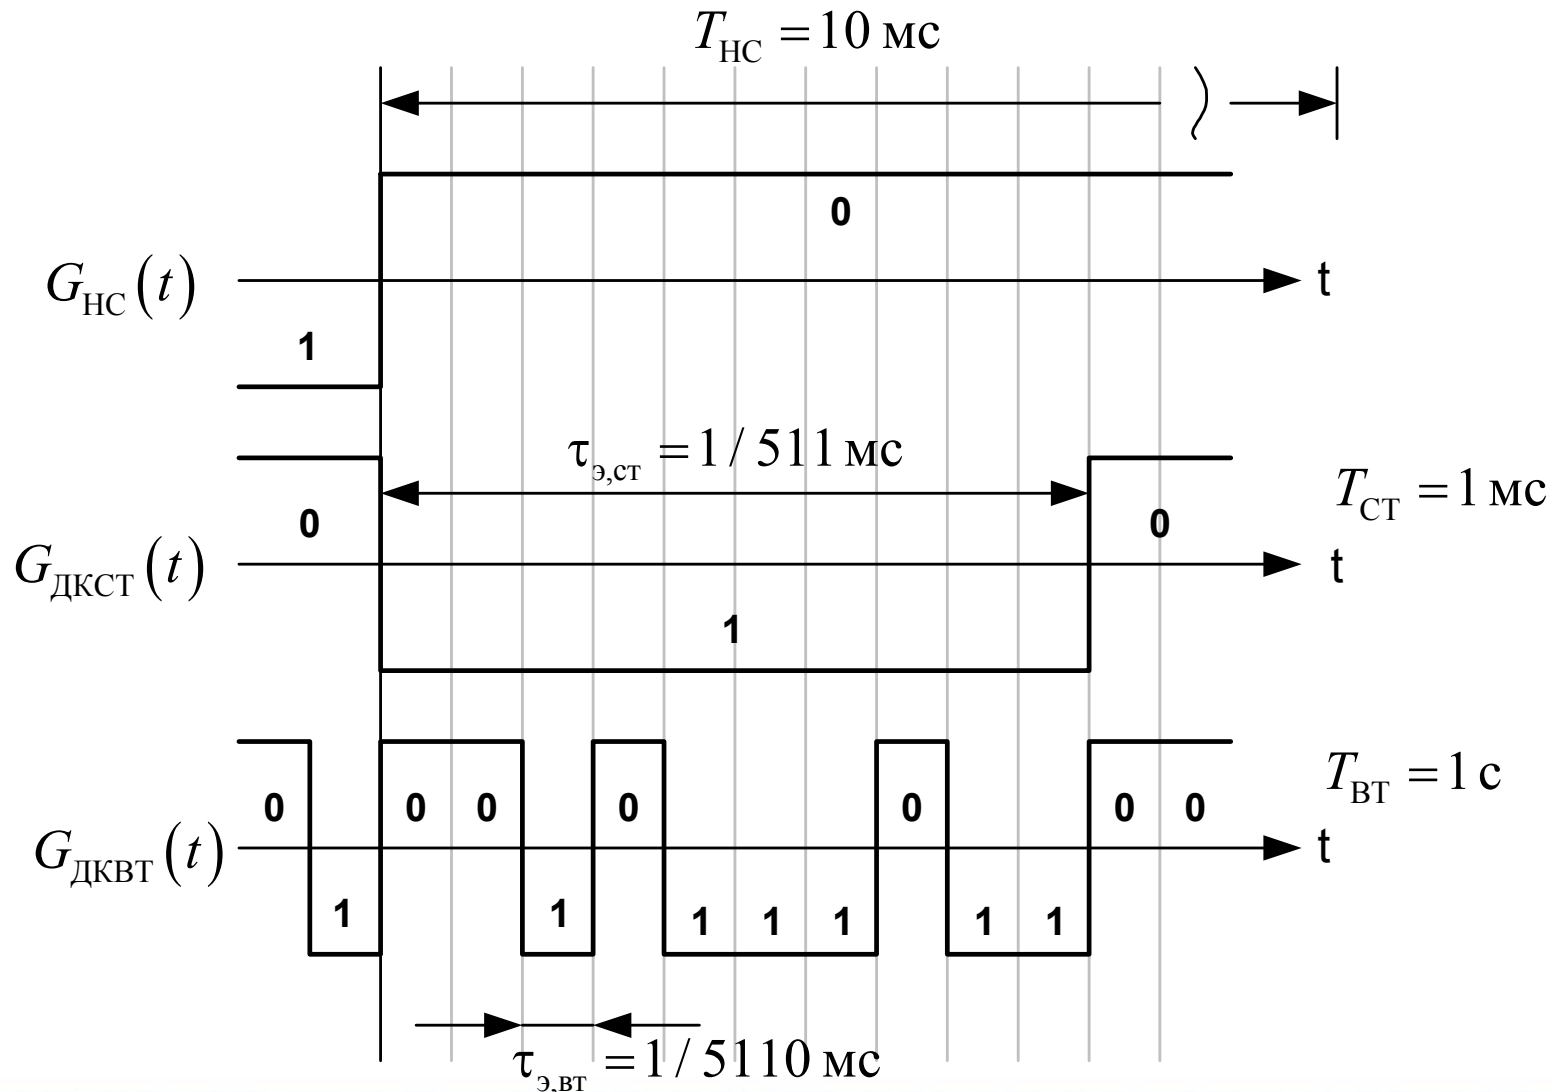 T_НС = 10 мс
0
G_НС(t)
t
1
τ_э,ст = 1 / 511 мс
T_СТ = 1 мс
0
0
G_ДКСТ(t)
t
1
T_ВТ = 1 с
0 0 0 0 0 0 0
G_ДКВТ(t)
t
1 1 1 1 1 1 1
τ_э,вт = 1 / 5110 мс